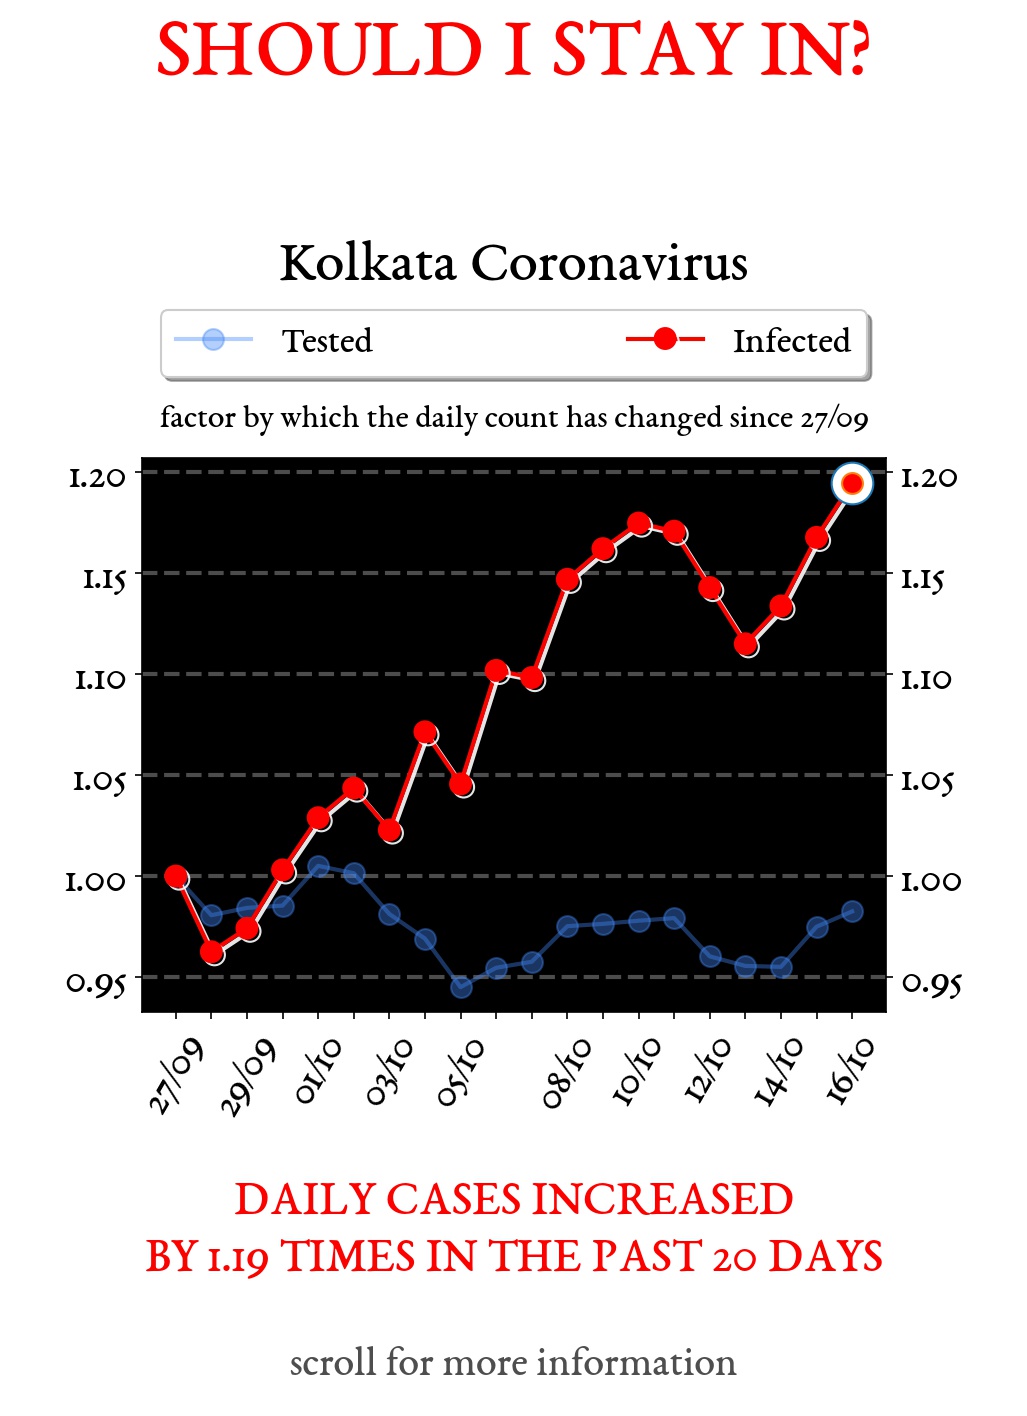 SHOULD I STAY IN?
Kolkata Coronavirus
Tested Infected
factor by which the daily count has changed since 27/09
1.20 1.20
1.15 1.15
1.10 1.10
1.05 1.05
1.00 1.00
0.95 0.95
27/09 29/09 01/10 03/10 05/10 08/10 10/10 12/10 14/10 16/10
DAILY CASES INCREASED
BY 1.19 TIMES IN THE PAST 20 DAYS
scroll for more information